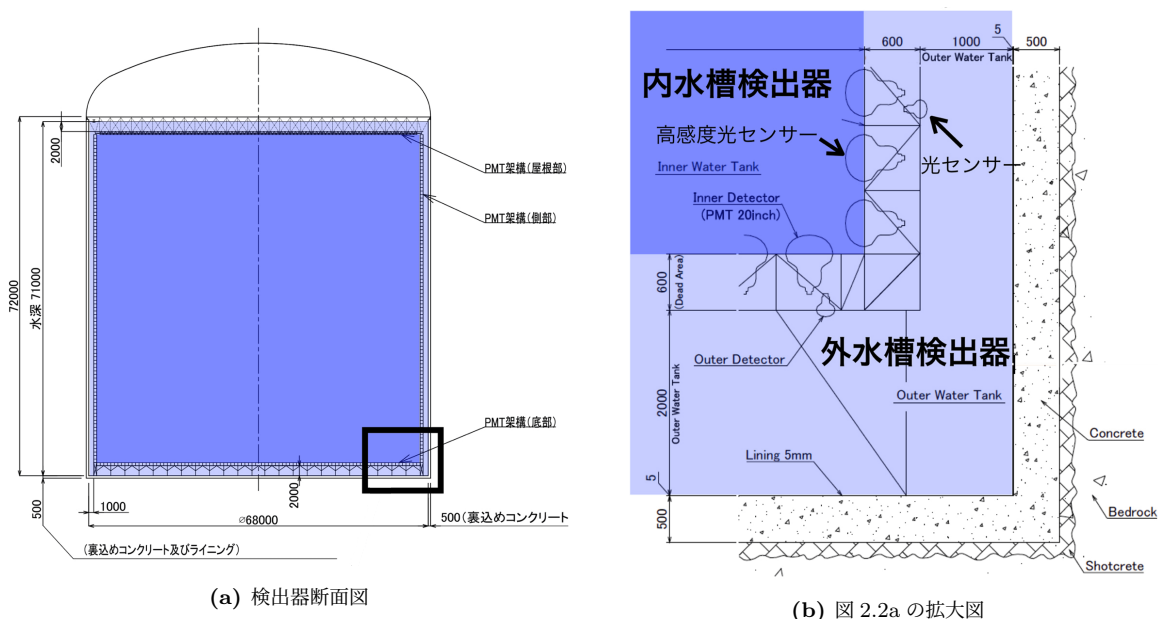 2000
72000
水深 71000
PMT架構(屋根部)
PMT架構(側部)
PMT架構(底部)
500
1000
2000
⌀68000
500(裏込めコンクリート
(裏込めコンクリート及びライニング)
(a) 検出器断面図
600
1000
5
500
Outer Water Tank
内水槽検出器
高感度光センサー
光センサー
Inner Water Tank
Inner Detector
(PMT 20inch)
600
(Dead Area)
外水槽検出器
Outer Detector
Outer Water Tank
2000
Outer Water Tank
Concrete
Lining 5mm
5
500
Bedrock
Shotcrete
(b) 図 2.2a の拡大図